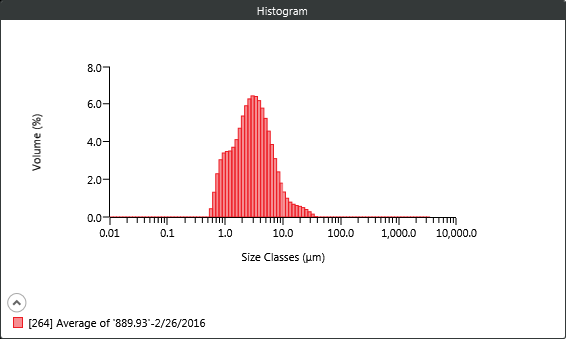 Histogram
Volume (%)
8.0
6.0
4.0
2.0
0.0
0.01 0.1 1.0 10.0 100.0 1,000.0 10,000.0
Size Classes (µm)
[264] Average of '889.93'-2/26/2016